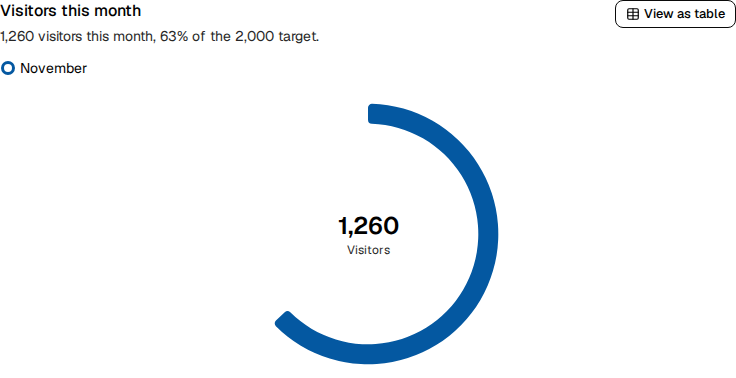 Visitors this month
View as table
1,260 visitors this month, 63% of the 2,000 target.
November
1,260
Visitors